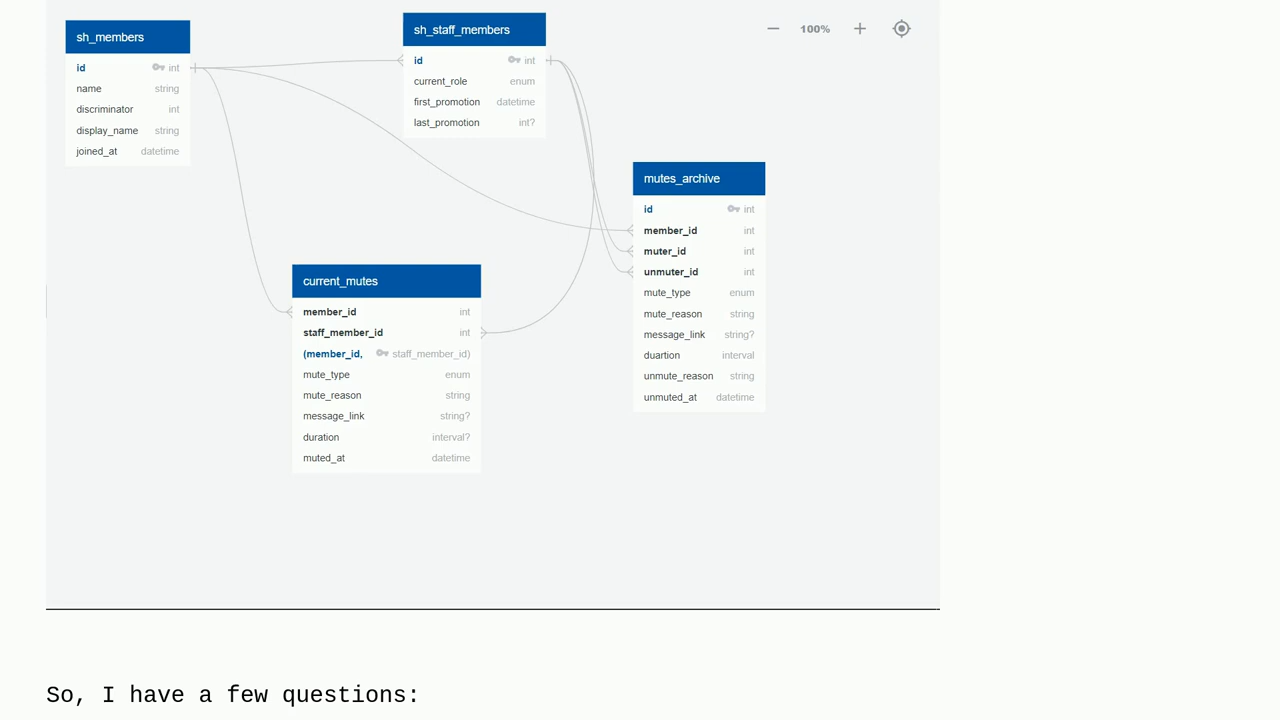 sh_members
id int
name string
discriminator int
display_name string
joined_at datetime
sh_staff_members
id int
current_role enum
first_promotion datetime
last_promotion int?
100%
mutes_archive
id int
member_id int
muter_id int
unmuter_id int
mute_type enum
mute_reason string
message_link string?
duartion interval
unmute_reason string
unmuted_at datetime
current_mutes
member_id int
staff_member_id int
(member_id, staff_member_id)
mute_type enum
mute_reason string
message_link string?
duration interval?
muted_at datetime
So, I have a few questions: